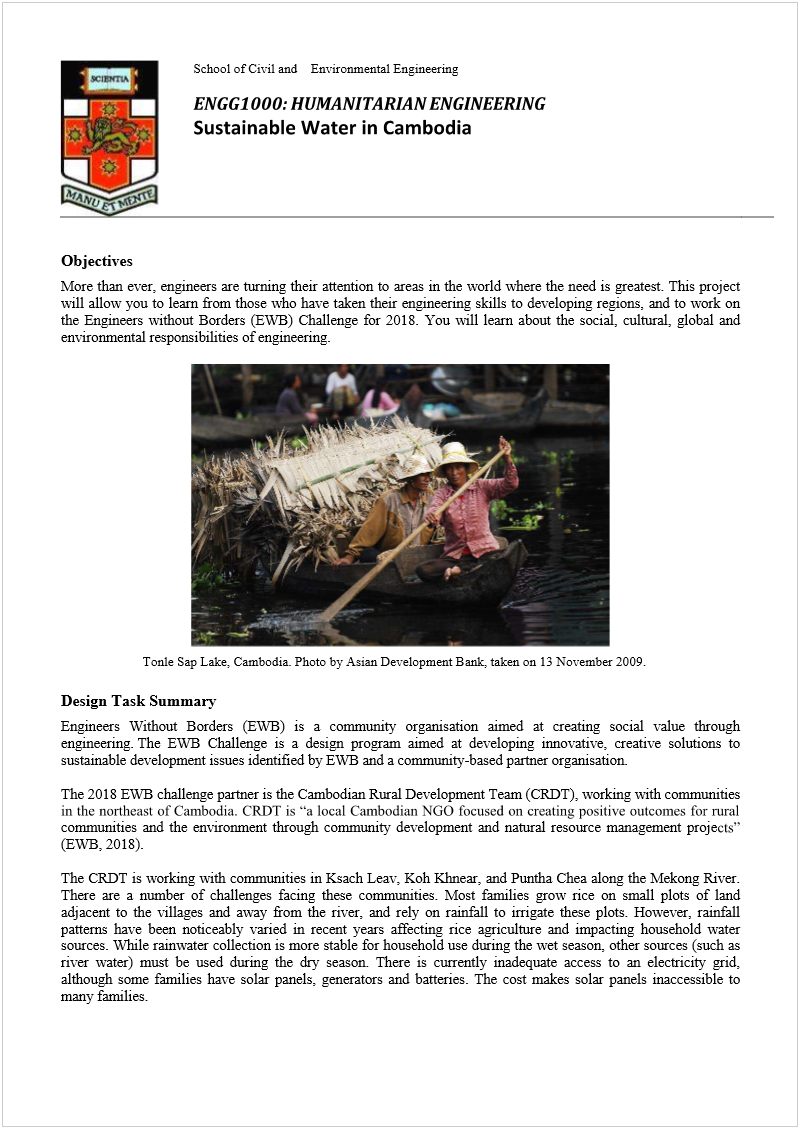 SCIENTIA
MANU ET MENTE
School of Civil and Environmental Engineering
ENGG1000: HUMANITARIAN ENGINEERING
Sustainable Water in Cambodia
Objectives
More than ever, engineers are turning their attention to areas in the world where the need is greatest. This project
will allow you to learn from those who have taken their engineering skills to developing regions, and to work on
the Engineers without Borders (EWB) Challenge for 2018. You will learn about the social, cultural, global and
environmental responsibilities of engineering.
Tonle Sap Lake, Cambodia. Photo by Asian Development Bank, taken on 13 November 2009.
Design Task Summary
Engineers Without Borders (EWB) is a community organisation aimed at creating social value through
engineering. The EWB Challenge is a design program aimed at developing innovative, creative solutions to
sustainable development issues identified by EWB and a community-based partner organisation.
The 2018 EWB challenge partner is the Cambodian Rural Development Team (CRDT), working with communities
in the northeast of Cambodia. CRDT is “a local Cambodian NGO focused on creating positive outcomes for rural
communities and the environment through community development and natural resource management projects”
(EWB, 2018).
The CRDT is working with communities in Ksach Leav, Koh Khnear, and Puntha Chea along the Mekong River.
There are a number of challenges facing these communities. Most families grow rice on small plots of land
adjacent to the villages and away from the river, and rely on rainfall to irrigate these plots. However, rainfall
patterns have been noticeably varied in recent years affecting rice agriculture and impacting household water
sources. While rainwater collection is more stable for household use during the wet season, other sources (such as
river water) must be used during the dry season. There is currently inadequate access to an electricity grid,
although some families have solar panels, generators and batteries. The cost makes solar panels inaccessible to
many families.